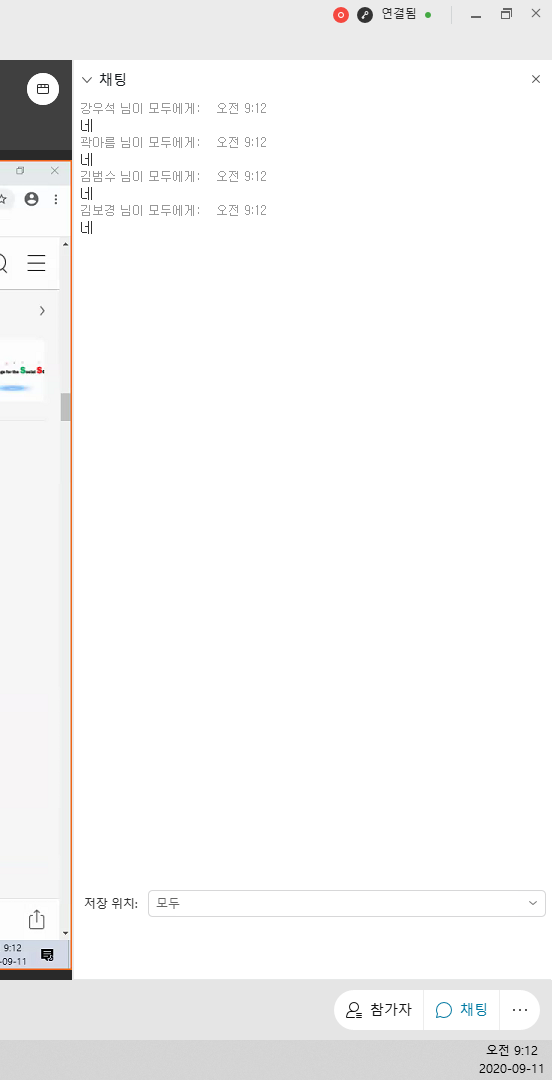 연결됨
채팅
강우석 님이 모두에게: 오전 9:12
네
곽아름 님이 모두에게: 오전 9:12
네
김범수 님이 모두에게: 오전 9:12
네
김보경 님이 모두에게: 오전 9:12
네
for the Social
저장 위치: 모두
9:12
-09-11
참가자
채팅
오전 9:12
2020-09-11